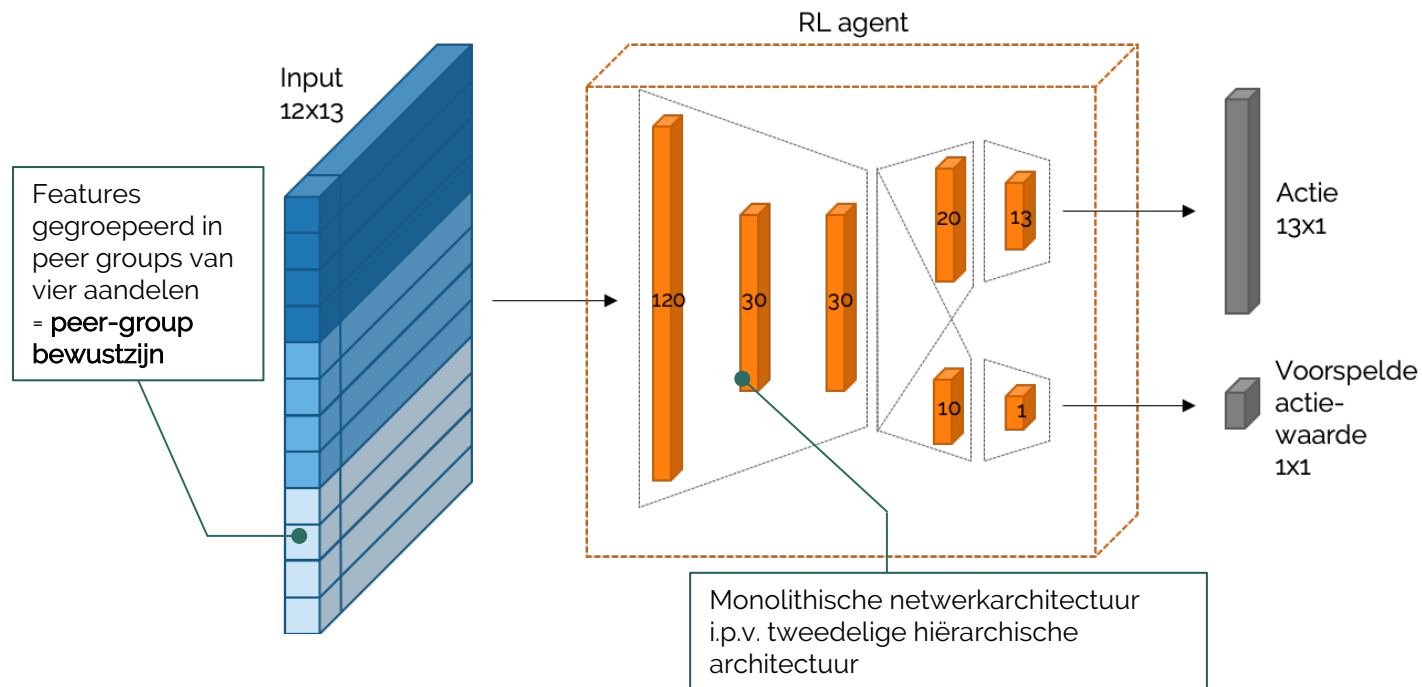 RL agent
Input
12x13
Features
gegroepeerd in
peer groups van
vier aandelen
= peer-group
bewustzijn
120
30
30
20
13
10
1
Actie
13x1
Voorspelde
actie-
waarde
1x1
Monolithische netwerkarchitectuur
i.p.v. tweedelige hiërarchische
architectuur